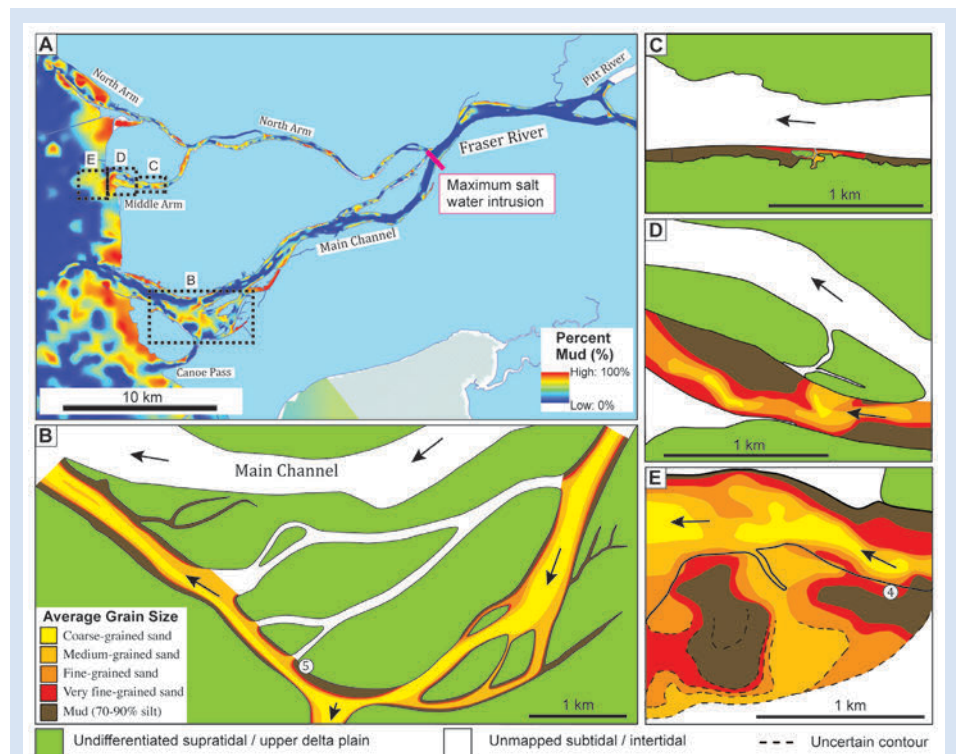 A
North Arm
North Arm
Pitt River
Fraser River
E
D
C
Middle Arm
Maximum salt
water intrusion
Main Channel
B
Canoe Pass
10 km
Percent
Mud (%)
High: 100%
Low: 0%
B
Main Channel
5
Average Grain Size
Coarse-grained sand
Medium-grained sand
Fine-grained sand
Very fine-grained sand
Mud (70-90% silt)
1 km
C
1 km
D
1 km
E
4
1 km
Undifferentiated supratidal / upper delta plain
Unmapped subtidal / intertidal
Uncertain contour